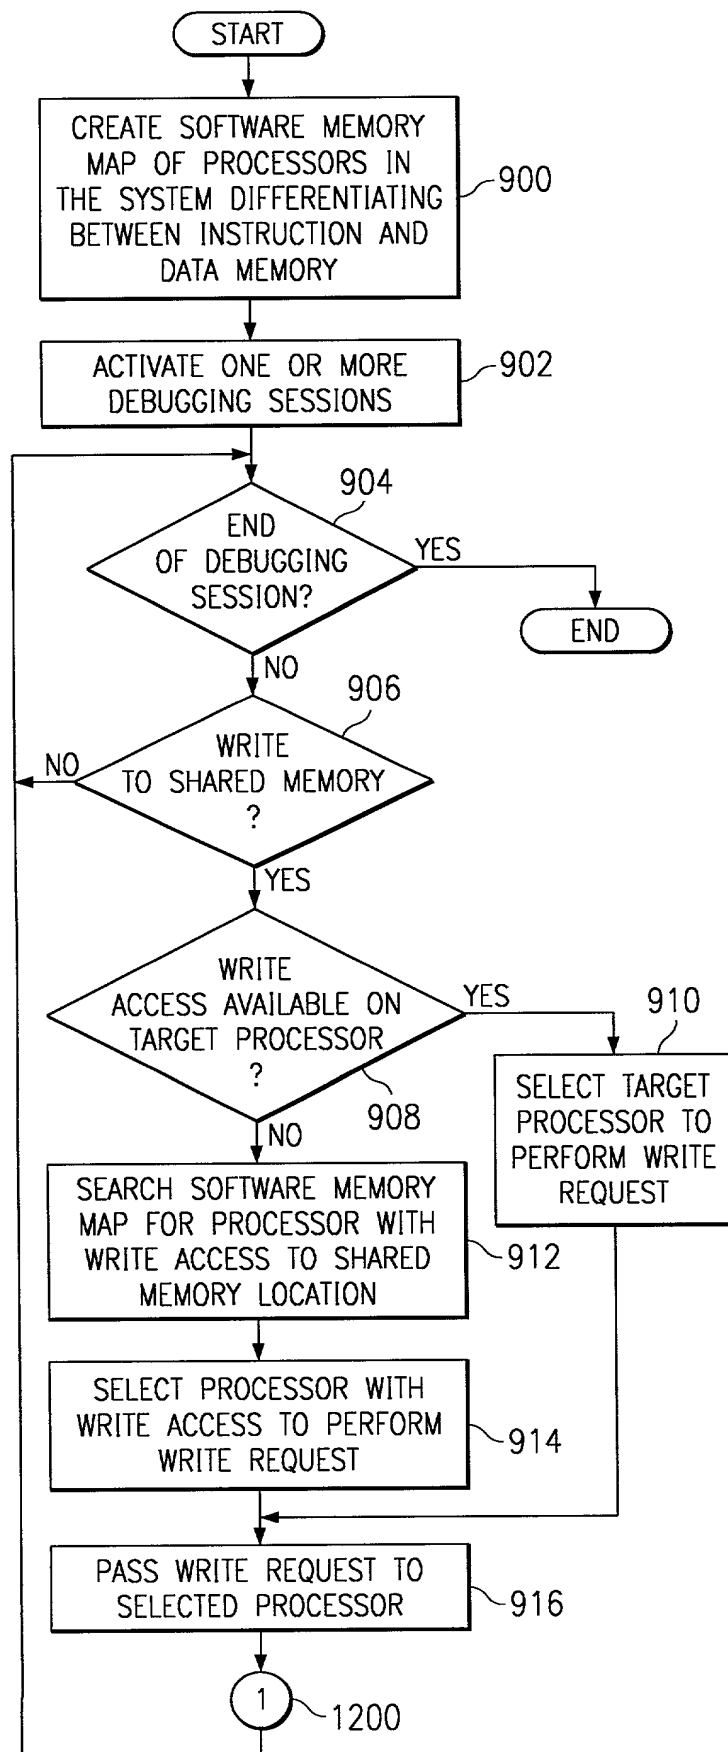 START
CREATE SOFTWARE MEMORY
MAP OF PROCESSORS IN
THE SYSTEM DIFFERENTIATING
BETWEEN INSTRUCTION AND
DATA MEMORY
900
ACTIVATE ONE OR MORE
DEBUGGING SESSIONS
902
904
END
OF DEBUGGING
SESSION?
YES
END
NO
906
WRITE
TO SHARED MEMORY
?
NO
YES
WRITE
ACCESS AVAILABLE ON
TARGET PROCESSOR
?
YES
908
910
SELECT TARGET
PROCESSOR TO
PERFORM WRITE
REQUEST
NO
SEARCH SOFTWARE MEMORY
MAP FOR PROCESSOR WITH
WRITE ACCESS TO SHARED
MEMORY LOCATION
912
SELECT PROCESSOR WITH
WRITE ACCESS TO PERFORM
WRITE REQUEST
914
PASS WRITE REQUEST TO
SELECTED PROCESSOR
916
1
1200